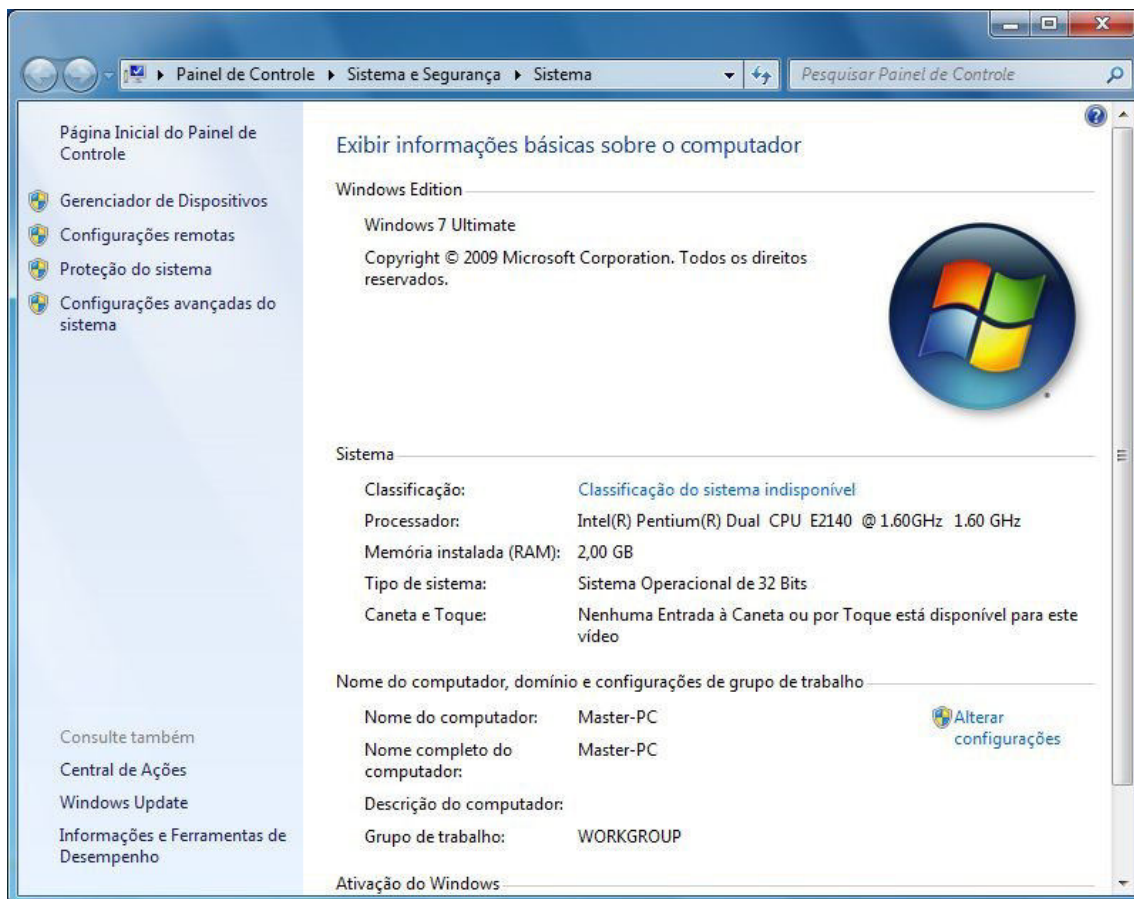 Painel de Controle ▸ Sistema e Segurança ▸ Sistema
Pesquisar Painel de Controle
Página Inicial do Painel de
Controle
Gerenciador de Dispositivos
Configurações remotas
Proteção do sistema
Configurações avançadas do
sistema
Consulte também
Central de Ações
Windows Update
Informações e Ferramentas de
Desempenho
Exibir informações básicas sobre o computador
Windows Edition
Windows 7 Ultimate
Copyright © 2009 Microsoft Corporation. Todos os direitos
reservados.
Sistema
Classificação: Classificação do sistema indisponível
Processador: Intel(R) Pentium(R) Dual CPU E2140 @ 1.60GHz 1.60 GHz
Memória instalada (RAM): 2,00 GB
Tipo de sistema: Sistema Operacional de 32 Bits
Caneta e Toque: Nenhuma Entrada à Caneta ou por Toque está disponível para este
vídeo
Nome do computador, domínio e configurações de grupo de trabalho
Nome do computador: Master-PC
Alterar
configurações
Nome completo do
computador:
Master-PC
Descrição do computador:
Grupo de trabalho: WORKGROUP
Ativação do Windows